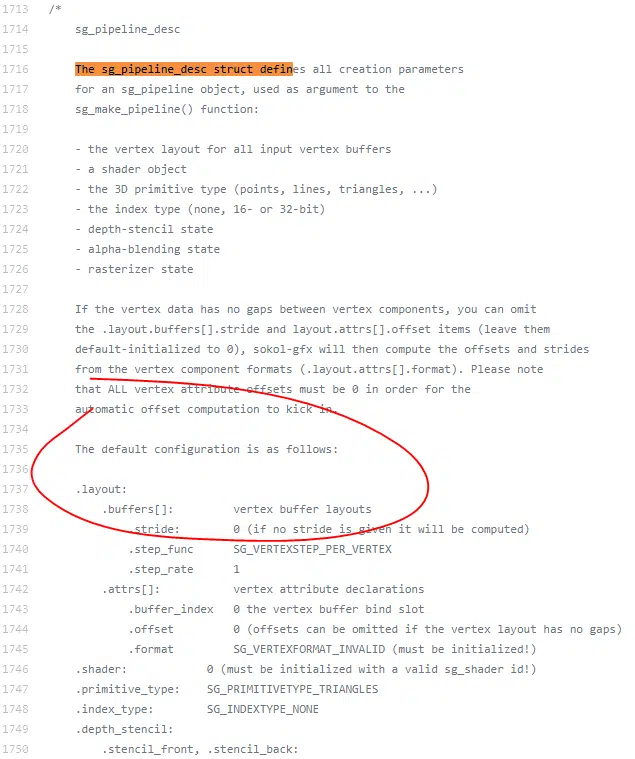 1713 /*
1714 sg_pipeline_desc
1715
1716 The sg_pipeline_desc struct defines all creation parameters
1717 for an sg_pipeline object, used as argument to the
1718 sg_make_pipeline() function:
1719
1720 - the vertex layout for all input vertex buffers
1721 - a shader object
1722 - the 3D primitive type (points, lines, triangles, ...)
1723 - the index type (none, 16- or 32-bit)
1724 - depth-stencil state
1725 - alpha-blending state
1726 - rasterizer state
1727
1728 If the vertex data has no gaps between vertex components, you can omit
1729 the .layout.buffers[].stride and layout.attrs[].offset items (leave them
1730 default-initialized to 0), sokol-gfx will then compute the offsets and strides
1731 from the vertex component formats (.layout.attrs[].format). Please note
1732 that ALL vertex attribute offsets must be 0 in order for the
1733 automatic offset computation to kick in.
1734
1735 The default configuration is as follows:
1736
1737 .layout:
1738 .buffers[]: vertex buffer layouts
1739 .stride: 0 (if no stride is given it will be computed)
1740 .step_func SG_VERTEXSTEP_PER_VERTEX
1741 .step_rate 1
1742 .attrs[]: vertex attribute declarations
1743 .buffer_index 0 the vertex buffer bind slot
1744 .offset 0 (offsets can be omitted if the vertex layout has no gaps)
1745 .format SG_VERTEXFORMAT_INVALID (must be initialized!)
1746 .shader: 0 (must be initialized with a valid sg_shader id!)
1747 .primitive_type: SG_PRIMITIVETYPE_TRIANGLES
1748 .index_type: SG_INDEXTYPE_NONE
1749 .depth_stencil:
1750 .stencil_front, .stencil_back: